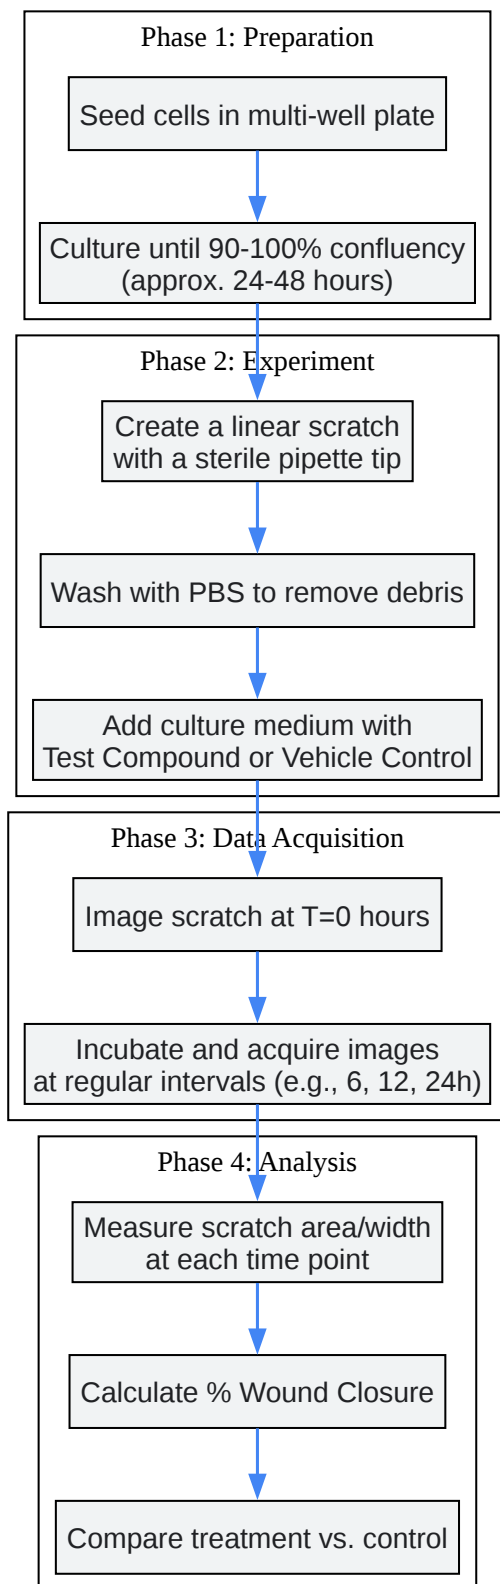 Phase 1: Preparation
Seed cells in multi-well plate
Culture until 90-100% confluency
(approx. 24-48 hours)
Phase 2: Experiment
Create a linear scratch
with a sterile pipette tip
Wash with PBS to remove debris
Add culture medium with
Test Compound or Vehicle Control
Phase 3: Data Acquisition
Image scratch at T=0 hours
Incubate and acquire images
at regular intervals (e.g., 6, 12, 24h)
Phase 4: Analysis
Measure scratch area/width
at each time point
Calculate % Wound Closure
Compare treatment vs. control